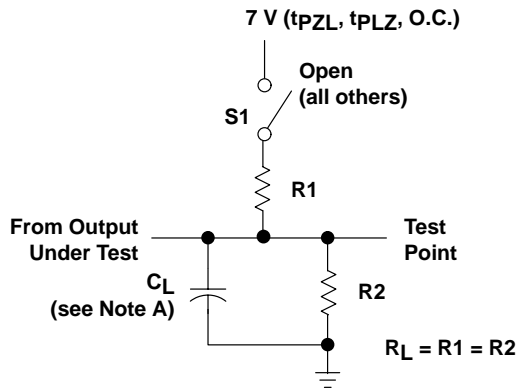 7 V (tPZL, tPLZ, O.C.)
Open
(all others)
S1
R1
From Output
Under Test
Test
Point
CL
(see Note A)
R2
RL = R1 = R2